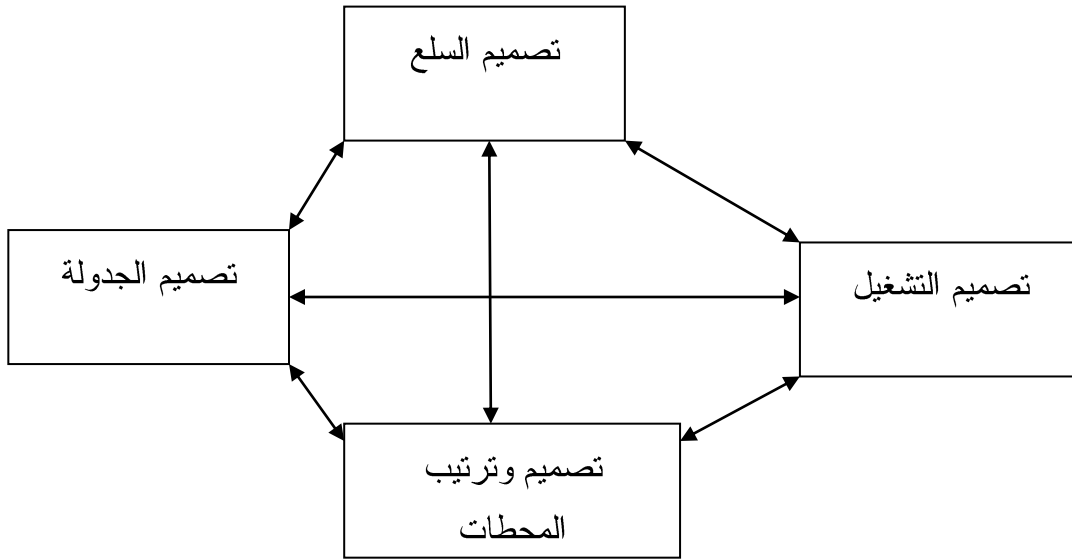 تصميم السلع
تصميم التشغيل
تصميم الجدولة
تصميم وترتيب
المحطات